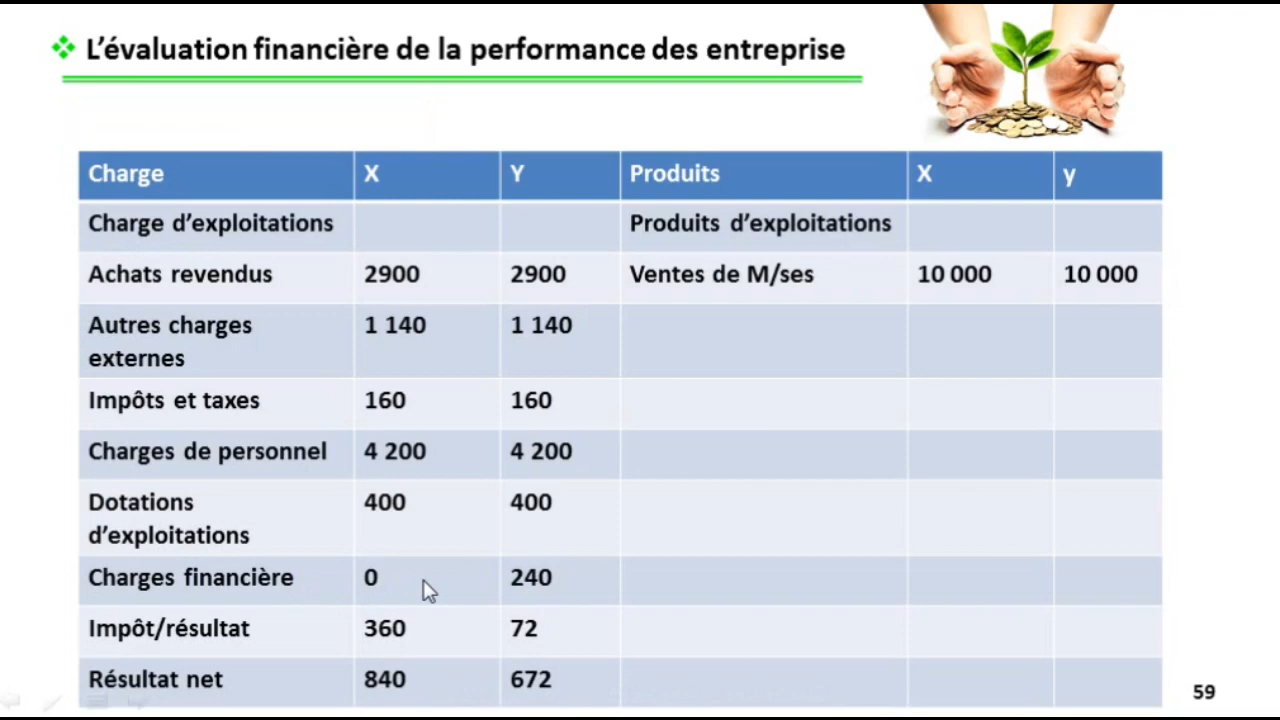 L'évaluation financière de la performance des entreprise
Charge X Y Produits X y
Charge d'exploitations Produits d'exploitations
Achats revendus 2900 2900 Ventes de M/ses 10 000 10 000
Autres charges
externes 1 140 1 140
Impôts et taxes 160 160
Charges de personnel 4 200 4 200
Dotations
d'exploitations 400 400
Charges financière 0 240
Impôt/résultat 360 72
Résultat net 840 672
59